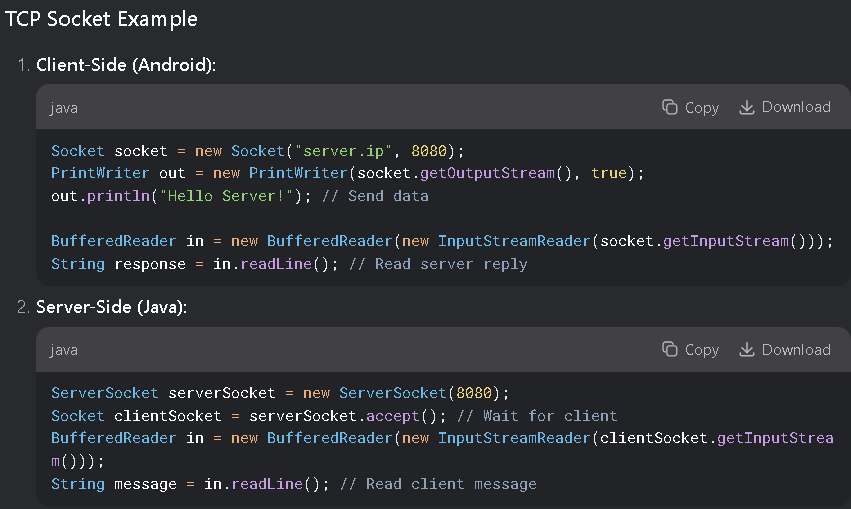 TCP Socket Example
1. Client-Side (Android):
java Copy Download
Socket socket = new Socket("server.ip", 8080);
PrintWriter out = new PrintWriter(socket.getOutputStream(), true);
out.println("Hello Server!"); // Send data
BufferedReader in = new BufferedReader(new InputStreamReader(socket.getInputStream()));
String response = in.readLine(); // Read server reply
2. Server-Side (Java):
java Copy Download
ServerSocket serverSocket = new ServerSocket(8080);
Socket clientSocket = serverSocket.accept(); // Wait for client
BufferedReader in = new BufferedReader(new InputStreamReader(clientSocket.getInputStrea
m()));
String message = in.readLine(); // Read client message